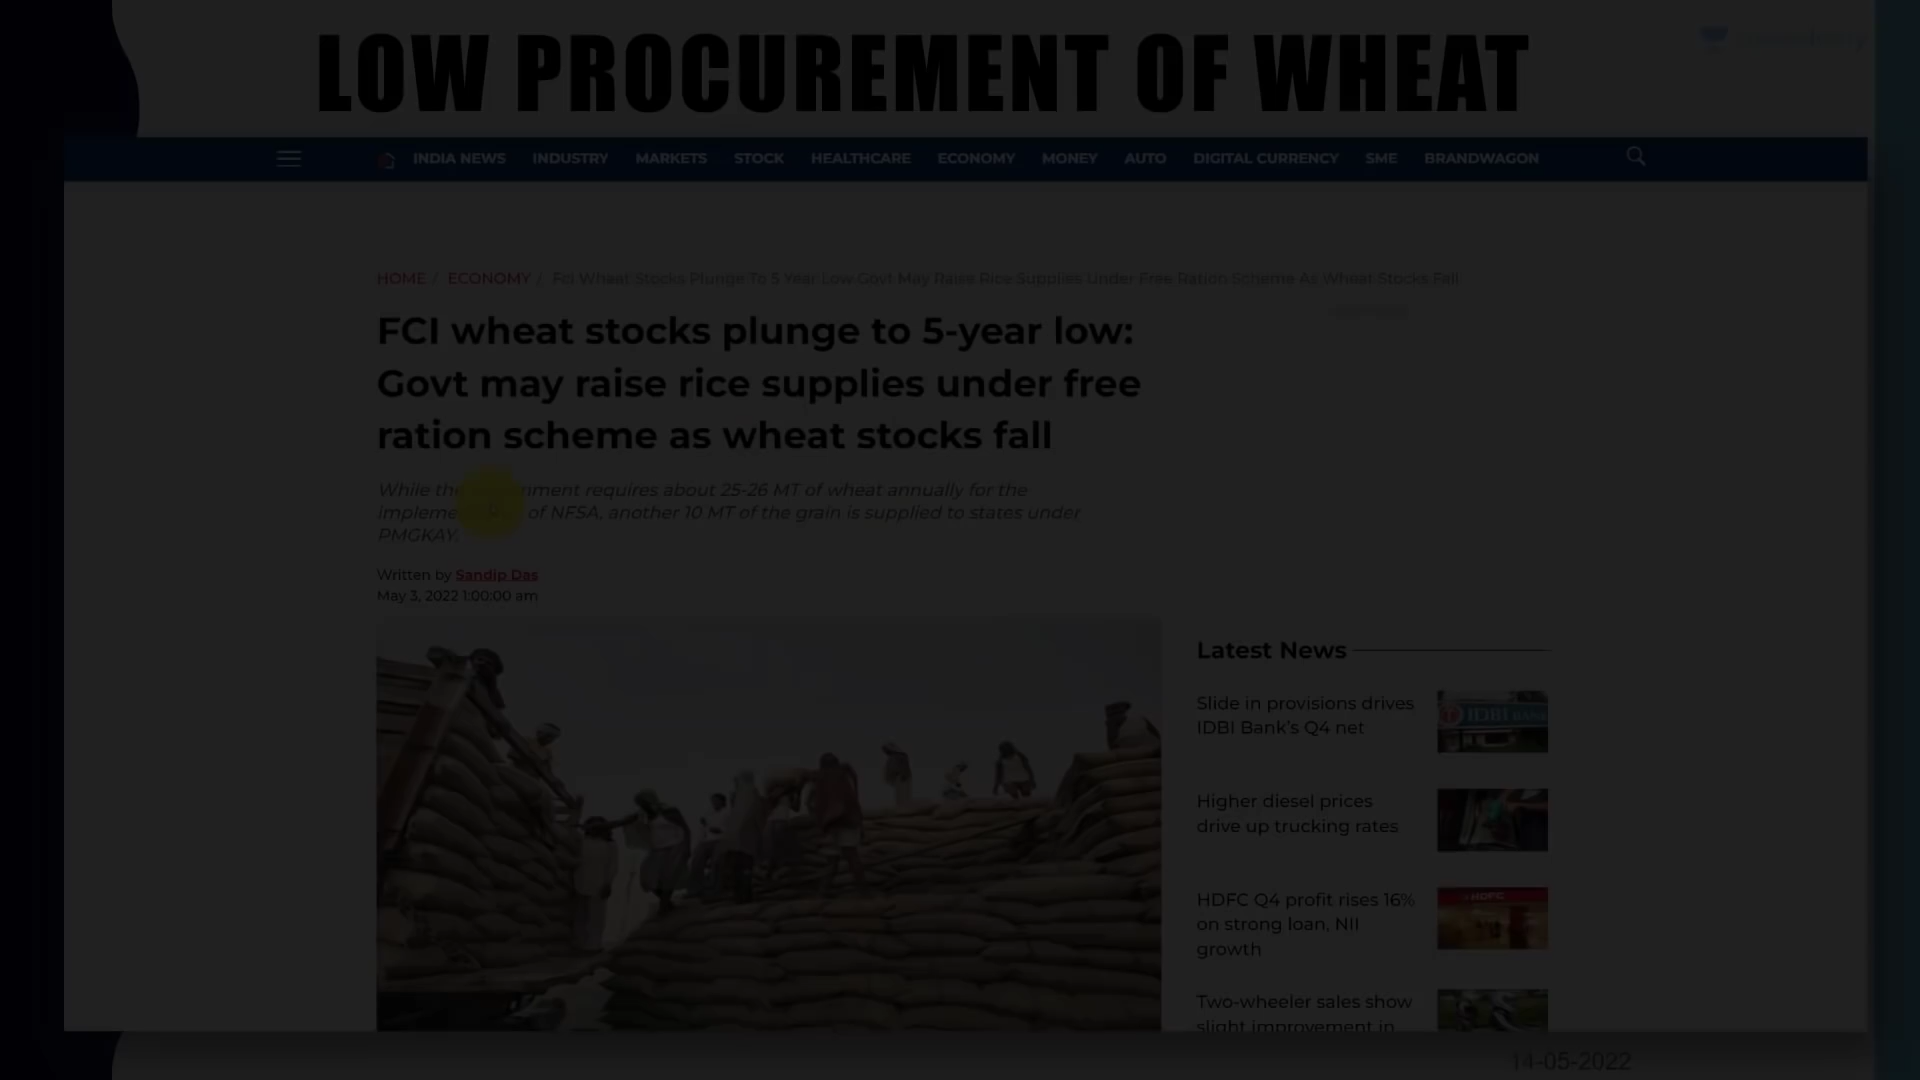 LOW PROCUREMENT OF WHEAT
INDIA NEWS INDUSTRY MARKETS STOCK HEALTHCARE ECONOMY MONEY AUTO DIGITAL CURRENCY SME BRANDWAGON
HOME / ECONOMY / Fci Wheat Stocks Plunge To 5 Year Low Govt May Raise Rice Supplies Under Free Ration Scheme As Wheat Stocks Fall
FCI wheat stocks plunge to 5-year low:
Govt may raise rice supplies under free
ration scheme as wheat stocks fall
While the nment requires about 25-26 MT of wheat annually for the
impleme of NFSA, another 10 MT of the grain is supplied to states under
PMGKAY.
Written by Sandip Das
May 3, 2022 1:00:00 am
Latest News
Slide in provisions drives
IDBI Bank's Q4 net
IDBI BANK
Higher diesel prices
drive up trucking rates
HDFC Q4 profit rises 16%
on strong loan, NII
growth
HDFC
Two-wheeler sales show
slight improvement in
14-05-2022